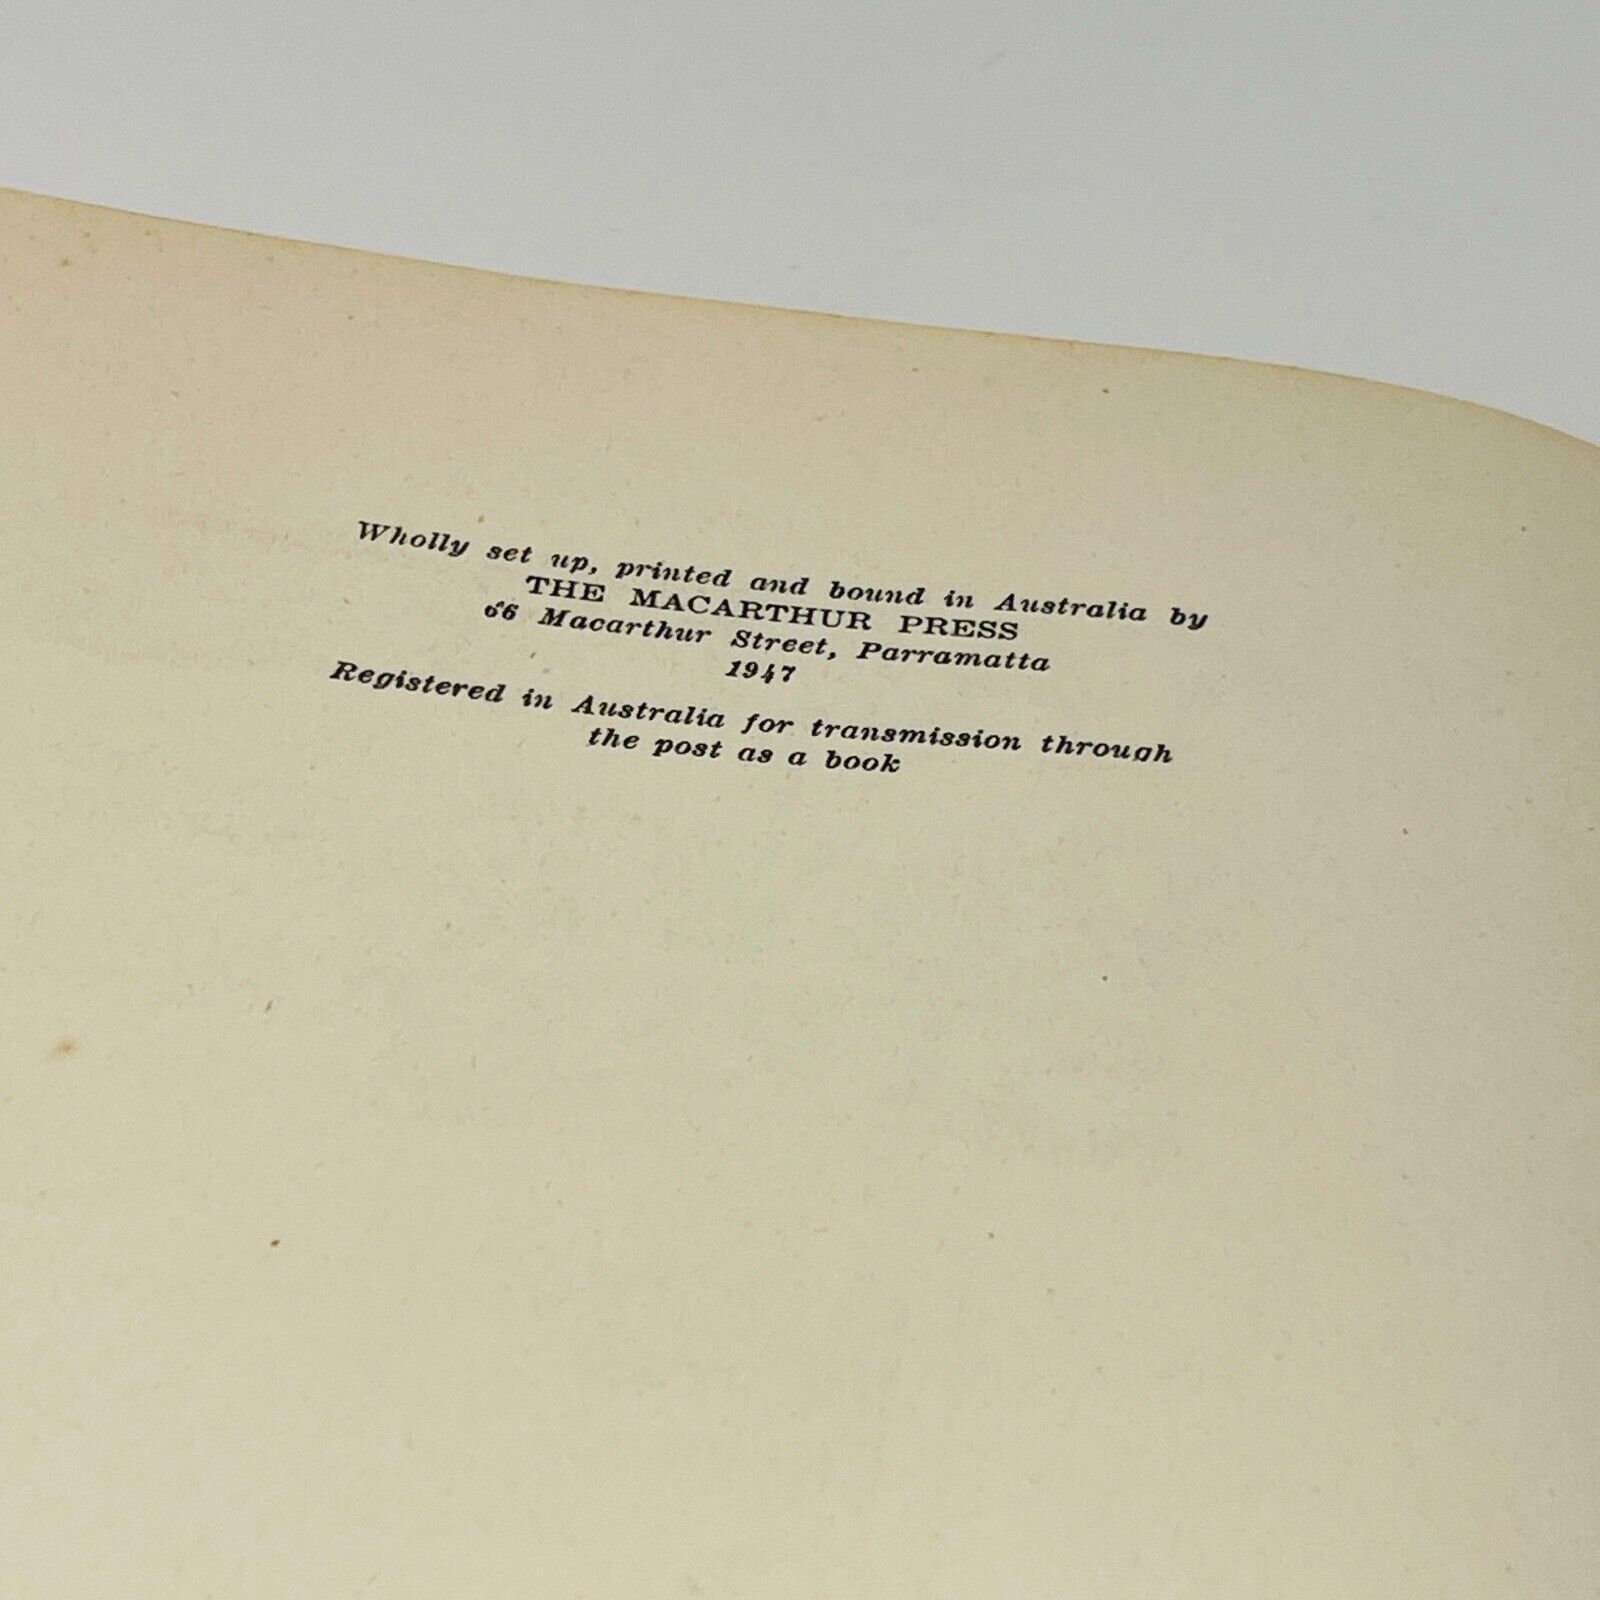 Wholly set up, printed and bound in Australia by
THE MACARTHUR PRESS
66 Macarthur Street, Parramatta
1947
Registered in Australia for transmission through
the post as a book